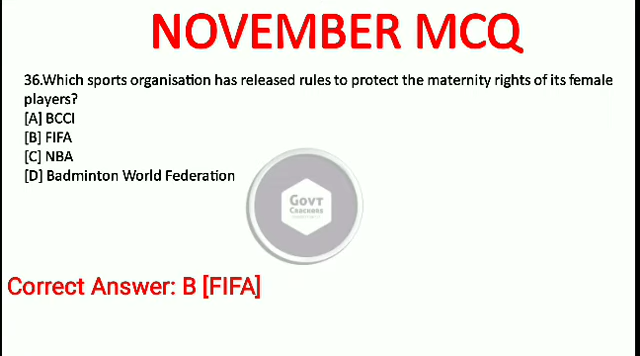 NOVEMBER MCQ
36.Which sports organisation has released rules to protect the maternity rights of its female
players?
[A] BCCI
[B] FIFA
[C] NBA
[D] Badminton World Federation
GOVT
CRACKERS
Correct Answer: B [FIFA]